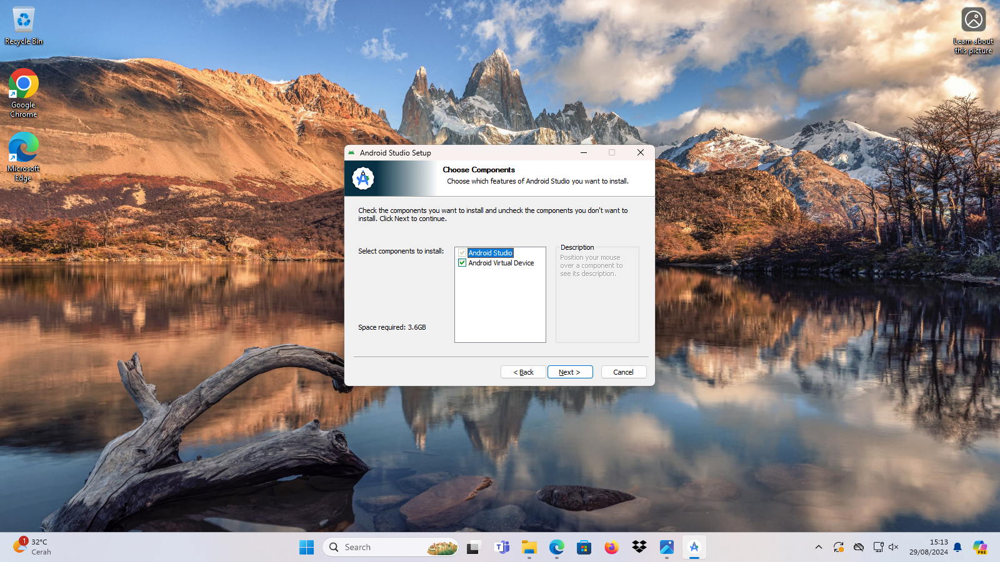 Recycle Bin
Google
Chrome
Microsoft
Edge
Learn about
this picture
Android Studio Setup
Choose Components
Choose which features of Android Studio you want to install.
Check the components you want to install and uncheck the components you don't want to
install. Click Next to continue.
Select components to install:
Android Studio
Android Virtual Device
Description
Position your mouse
over a component to
see its description.
Space required: 3.6GB
< Back
Next >
Cancel
1
32°C
Cerah
Search
15:13
29/08/2024
PRE